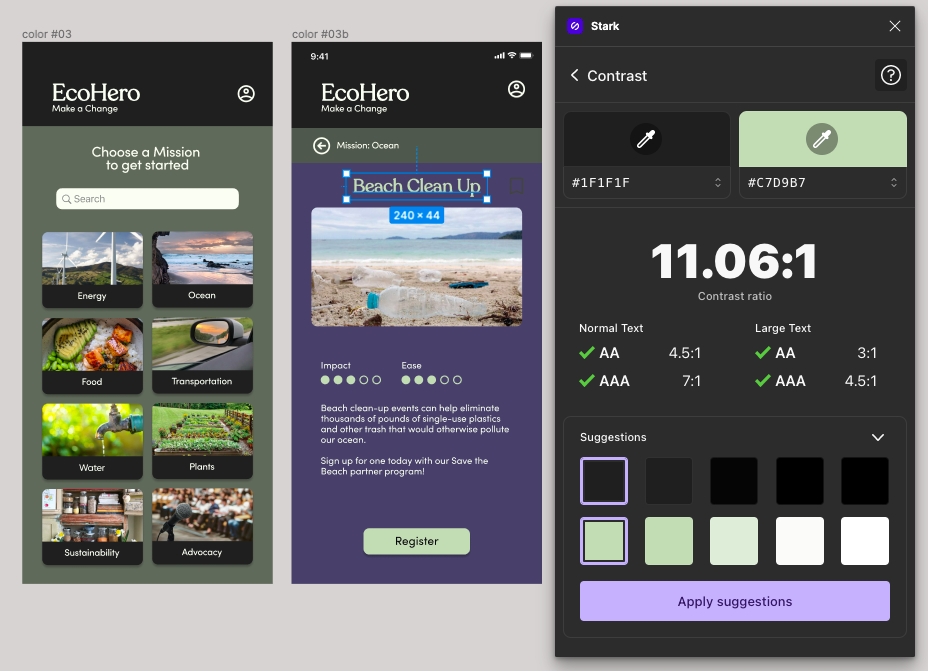 color #03
EcoHero
Make a Change
Choose a Mission
to get started
Search
Energy
Ocean
Food
Transportation
Water
Plants
Sustainability
Advocacy
color #03b
9:41
EcoHero
Make a Change
Mission: Ocean
Beach Clean Up
240 × 44
Impact
Ease
Beach clean-up events can help eliminate
thousands of pounds of single-use plastics
and other trash that would otherwise pollute
our ocean.
Sign up for one today with our Save the
Beach partner program!
Register
Stark
Contrast
#1F1F1F
#C7D9B7
11.06:1
Contrast ratio
Normal Text
Large Text
AA 4.5:1
AA 3:1
AAA 7:1
AAA 4.5:1
Suggestions
Apply suggestions